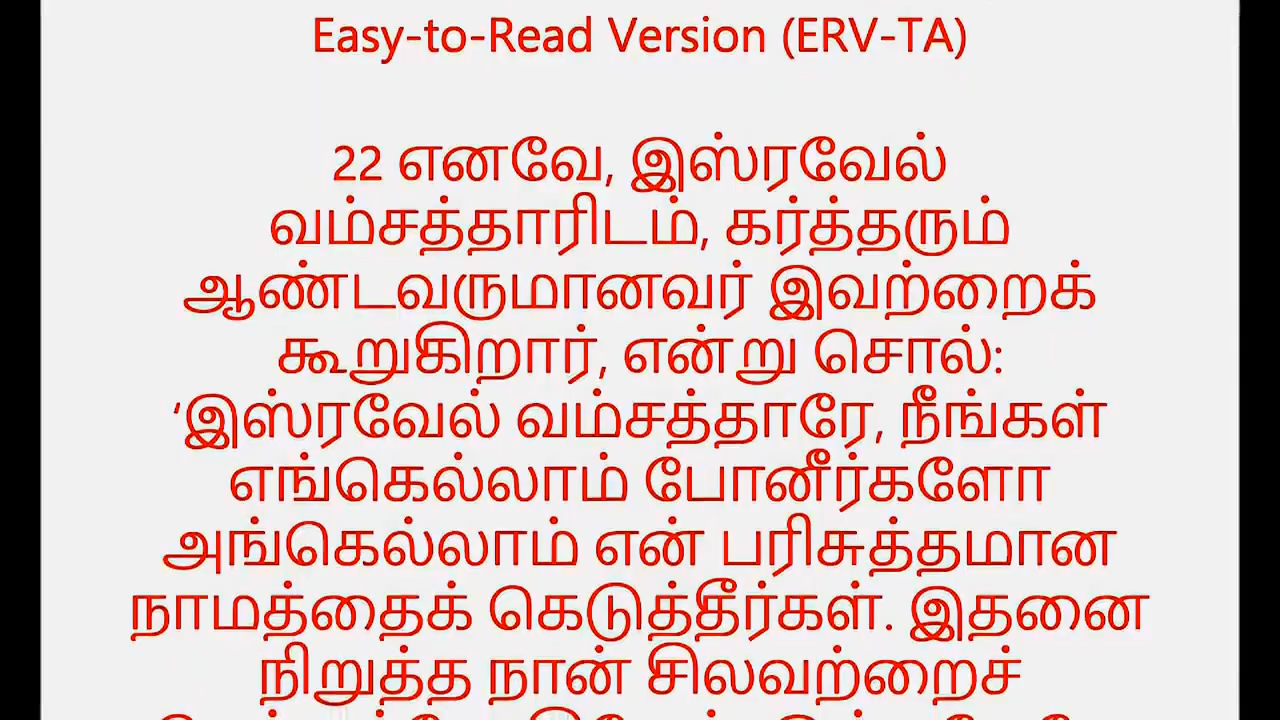 Easy-to-Read Version (ERV-TA)
22 எனவே, இஸ்ரவேல்
வம்சத்தாரிடம், கர்த்தரும்
ஆண்டவருமானவர் இவற்றைக்
கூறுகிறார், என்று சொல்:
‘இஸ்ரவேல் வம்சத்தாரே, நீங்கள்
எங்கெல்லாம் போனீர்களோ
அங்கெல்லாம் என் பரிசுத்தமான
நாமத்தைக் கெடுத்தீர்கள். இதனை
நிறுத்த நான் சிலவற்றைச்